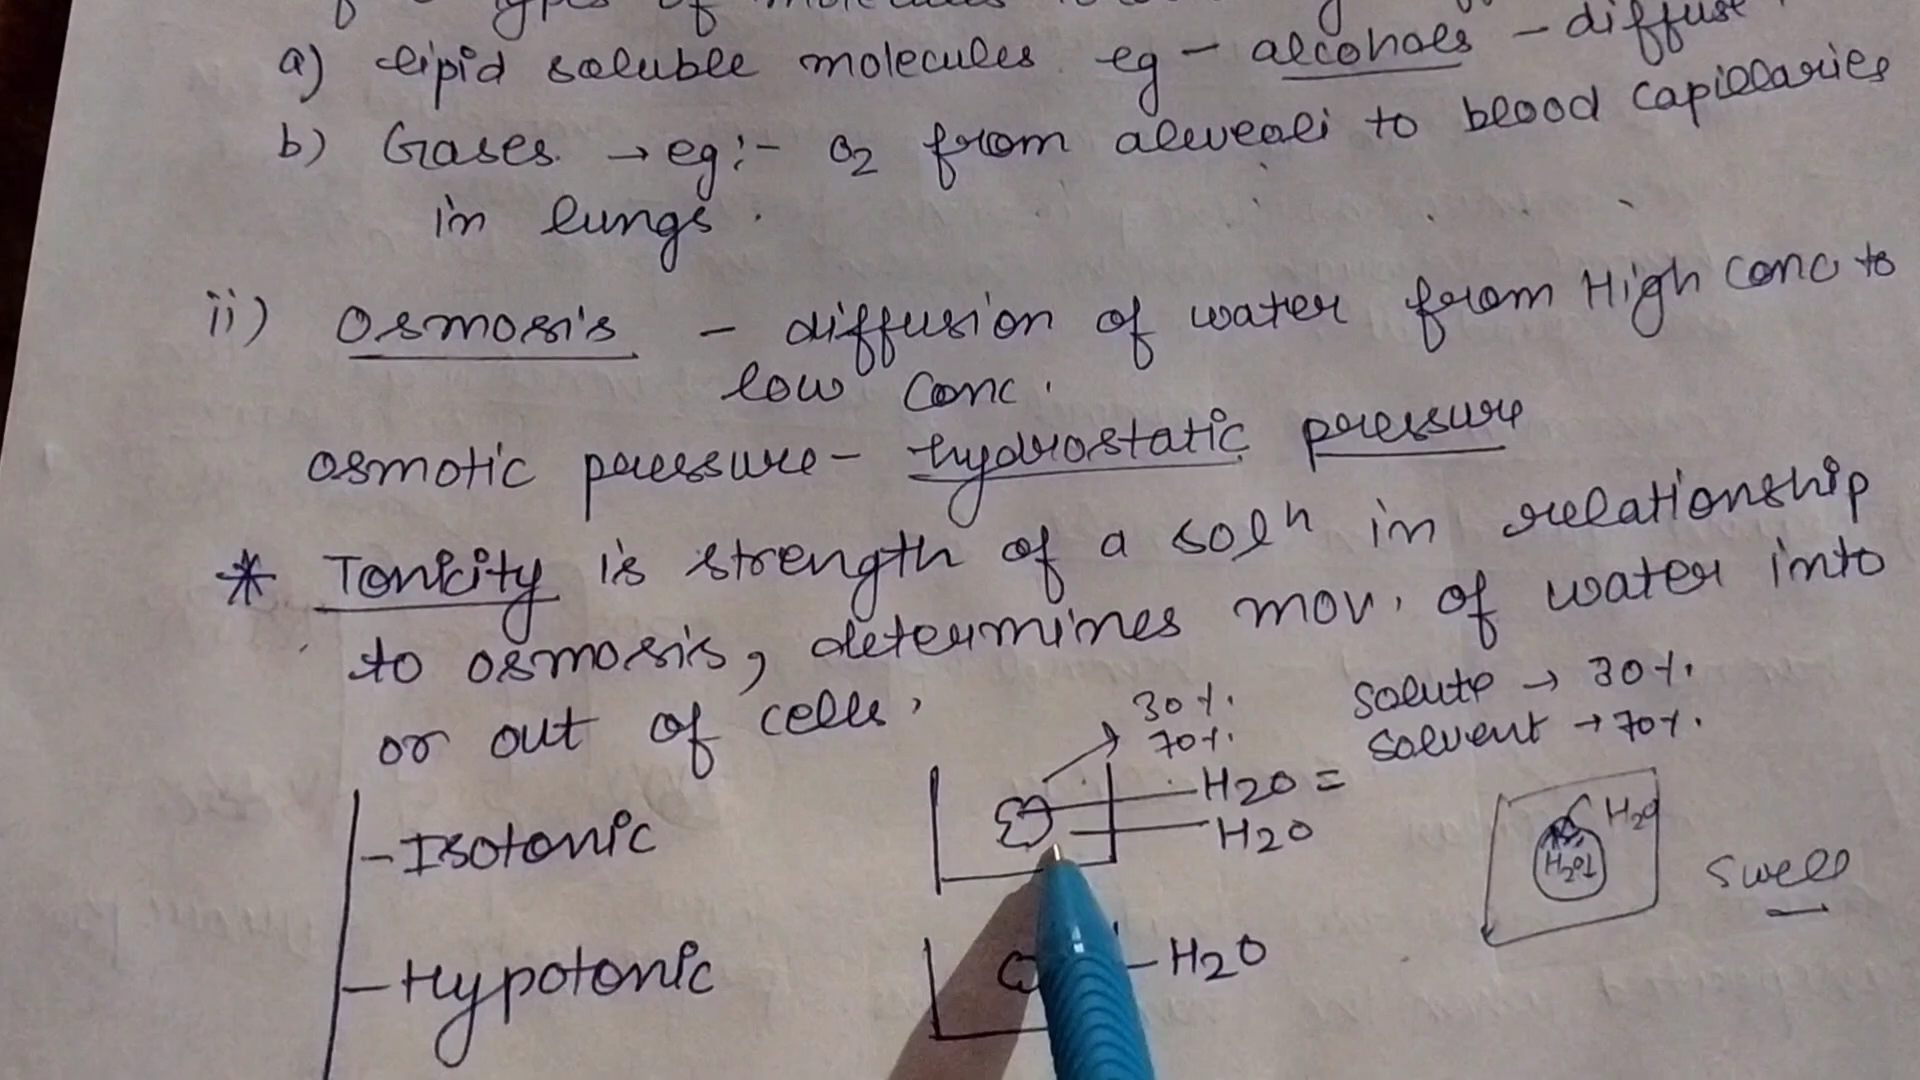 types of molecules
a) lipid soluble molecules eg - alcohols - diffuse
b) Gases → eg:- O2 from alveoli to blood capillaries
in lungs.
ii) Osmosis - diffusion of water from High conc to
low conc.
osmotic pressure - hydrostatic pressure
* Tonicity is strength of a solⁿ in relationship
to osmosis, determines mov. of water into
or out of cells.
30%.
70%.
solute → 30%.
solvent → 70%.
- Isotonic
H2O =
H2O
H2O
H2O↓
Swell
- Hypotonic
- H2O